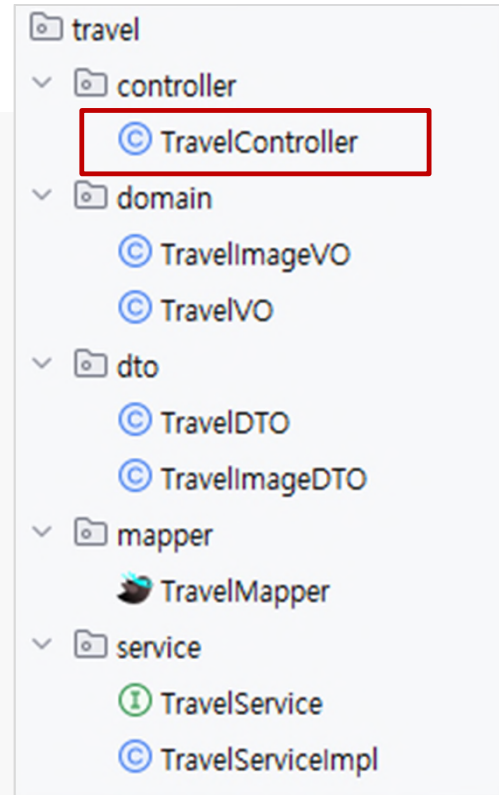 travel
controller
TravelController
domain
TravelImageVO
TravelVO
dto
TravelDTO
TravelImageDTO
mapper
TravelMapper
service
TravelService
TravelServiceImpl